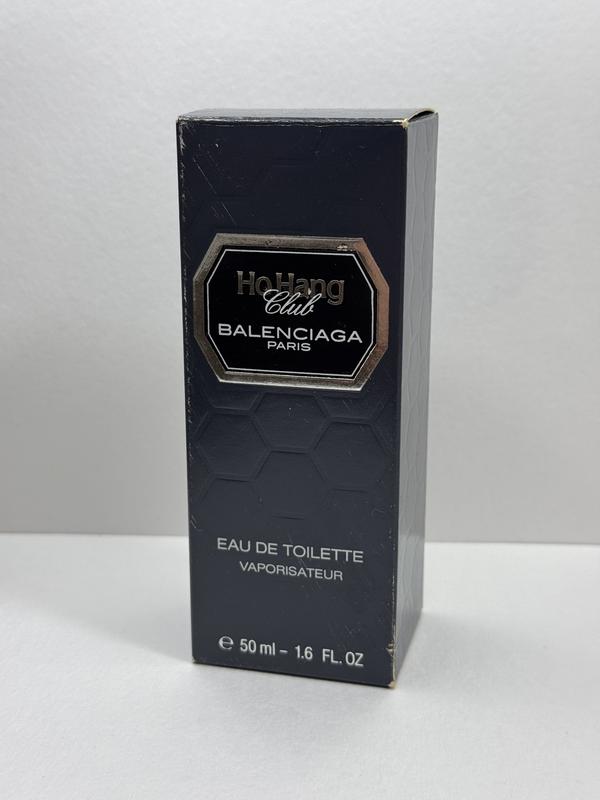 Ho Hang
Club
BALENCIAGA
PARIS
EAU DE TOILETTE
VAPORISATEUR
℮ 50 ml - 1.6 FL. OZ